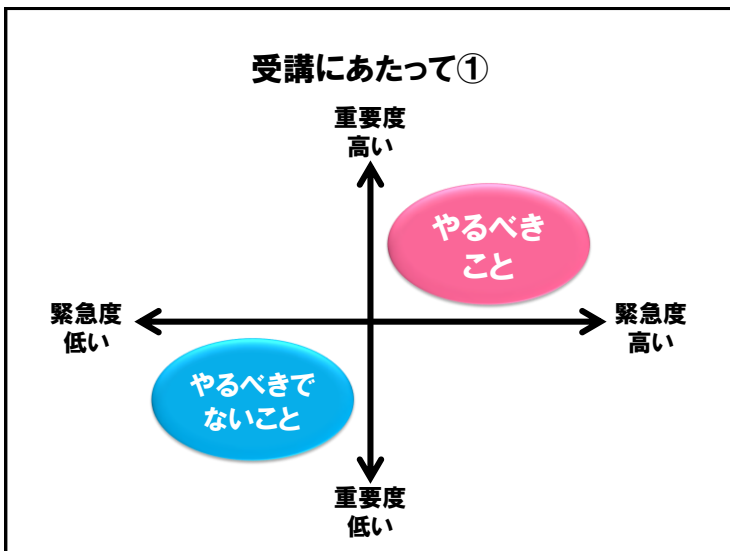 受講にあたって①
重要度
高い
やるべき
こと
緊急度
低い
緊急度
高い
やるべきで
ないこと
重要度
低い